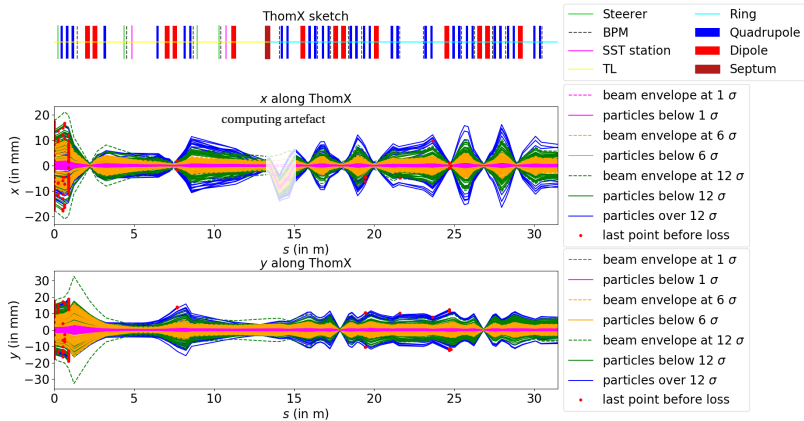 ThomX sketch
Steerer
BPM
SST station
TL
Ring
Quadrupole
Dipole
Septum
x along ThomX
computing artefact
20
10
0
−10
−20
x (in mm)
0 5 10 15 20 25 30
s (in m)
beam envelope at 1 σ
particles below 1 σ
beam envelope at 6 σ
particles below 6 σ
beam envelope at 12 σ
particles below 12 σ
particles over 12 σ
last point before loss
y along ThomX
30
20
10
0
−10
−20
−30
y (in mm)
0 5 10 15 20 25 30
s (in m)
beam envelope at 1 σ
particles below 1 σ
beam envelope at 6 σ
particles below 6 σ
beam envelope at 12 σ
particles below 12 σ
particles over 12 σ
last point before loss